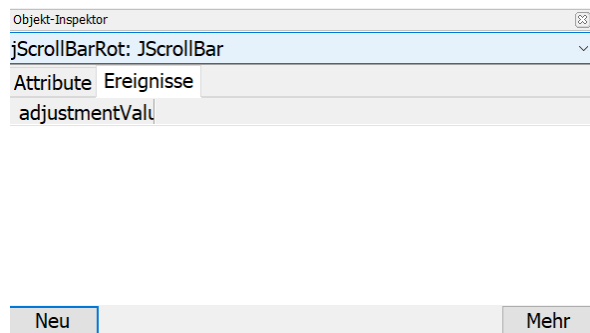 Objekt-Inspektor
jScrollBarRot: JScrollBar
Attribute Ereignisse
adjustmentValu
Neu Mehr